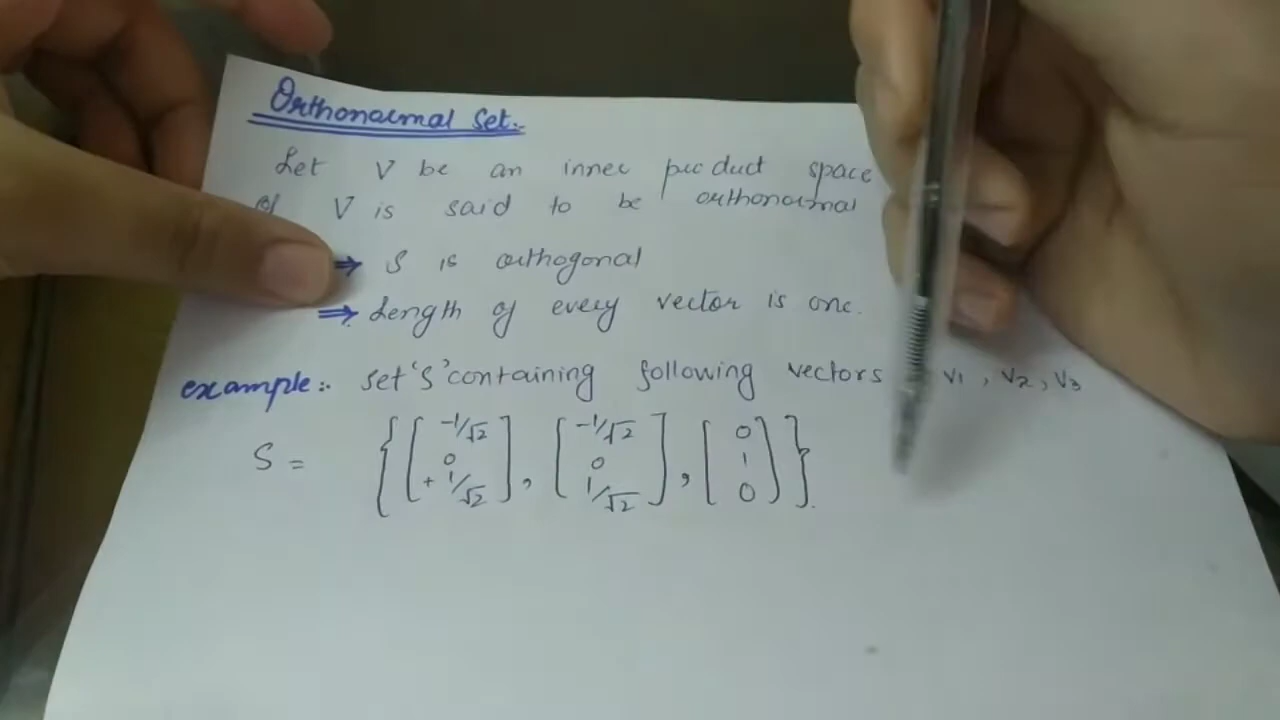 Orthonormal Set:-
Let V be an inner product space
of V is said to be orthonormal
⇒ S is orthogonal
⇒ Length of every vector is one.
example:- Set 'S' containing following vectors v1, v2, v3
S = {[-1/√2 0 +1/√2], [-1/√2 0 1/√2], [0 1 0]}.